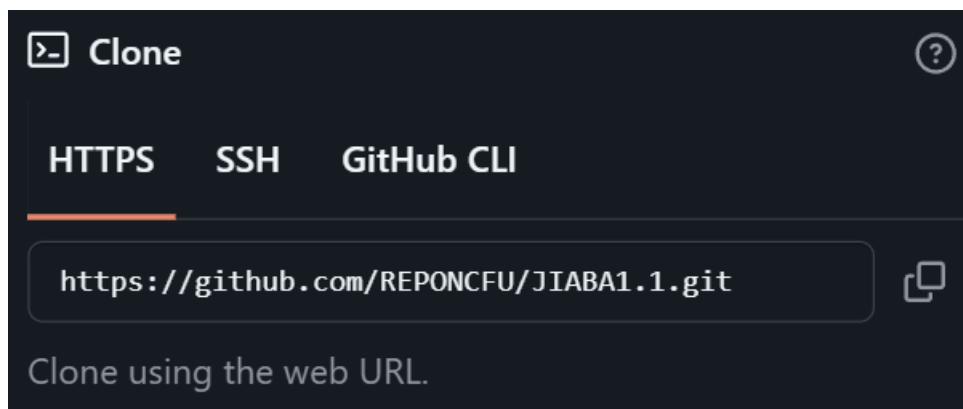 Clone
HTTPS SSH GitHub CLI
https://github.com/REPONCFU/JIABA1.1.git
Clone using the web URL.